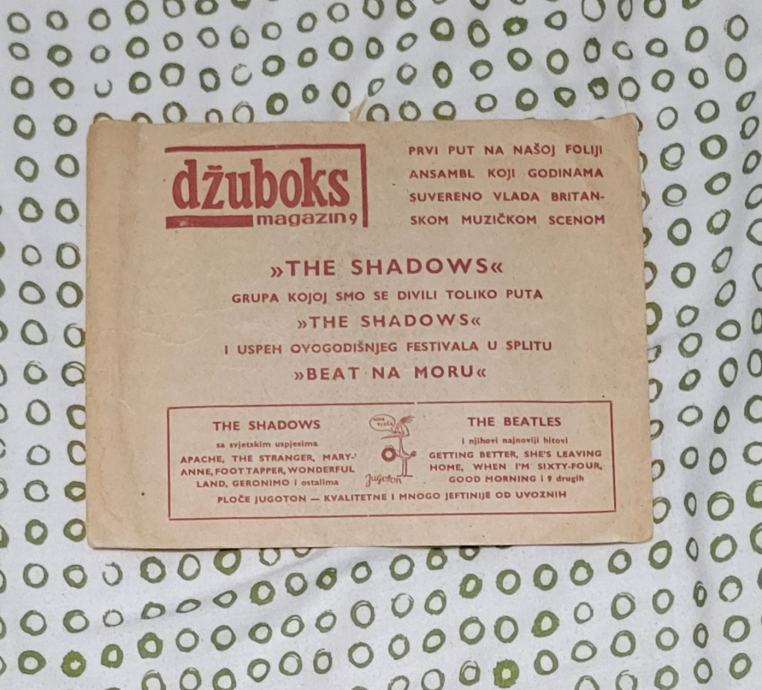 džuboks
magazin 9
PRVI PUT NA NAŠOJ FOLIJI
ANSAMBL KOJI GODINAMA
SUVERENO VLADA BRITAN-
SKOM MUZIČKOM SCENOM
»THE SHADOWS«
GRUPA KOJOJ SMO SE DIVILI TOLIKO PUTA
»THE SHADOWS«
I USPEH OVOGODIŠNJEG FESTIVALA U SPLITU
»BEAT NA MORU«
THE SHADOWS
sa svjetskim uspjesima
APACHE, THE STRANGER, MARY-
ANNE, FOOT TAPPER, WONDERFUL
LAND, GERONIMO i ostalima
Jugoton
THE BEATLES
i njihovi najnoviji hitovi
GETTING BETTER, SHE'S LEAVING
HOME, WHEN I'M SIXTY-FOUR,
GOOD MORNING i 9 drugih
PLOČE JUGOTON — KVALITETNE I MNOGO JEFTINIJE OD UVOZNIH